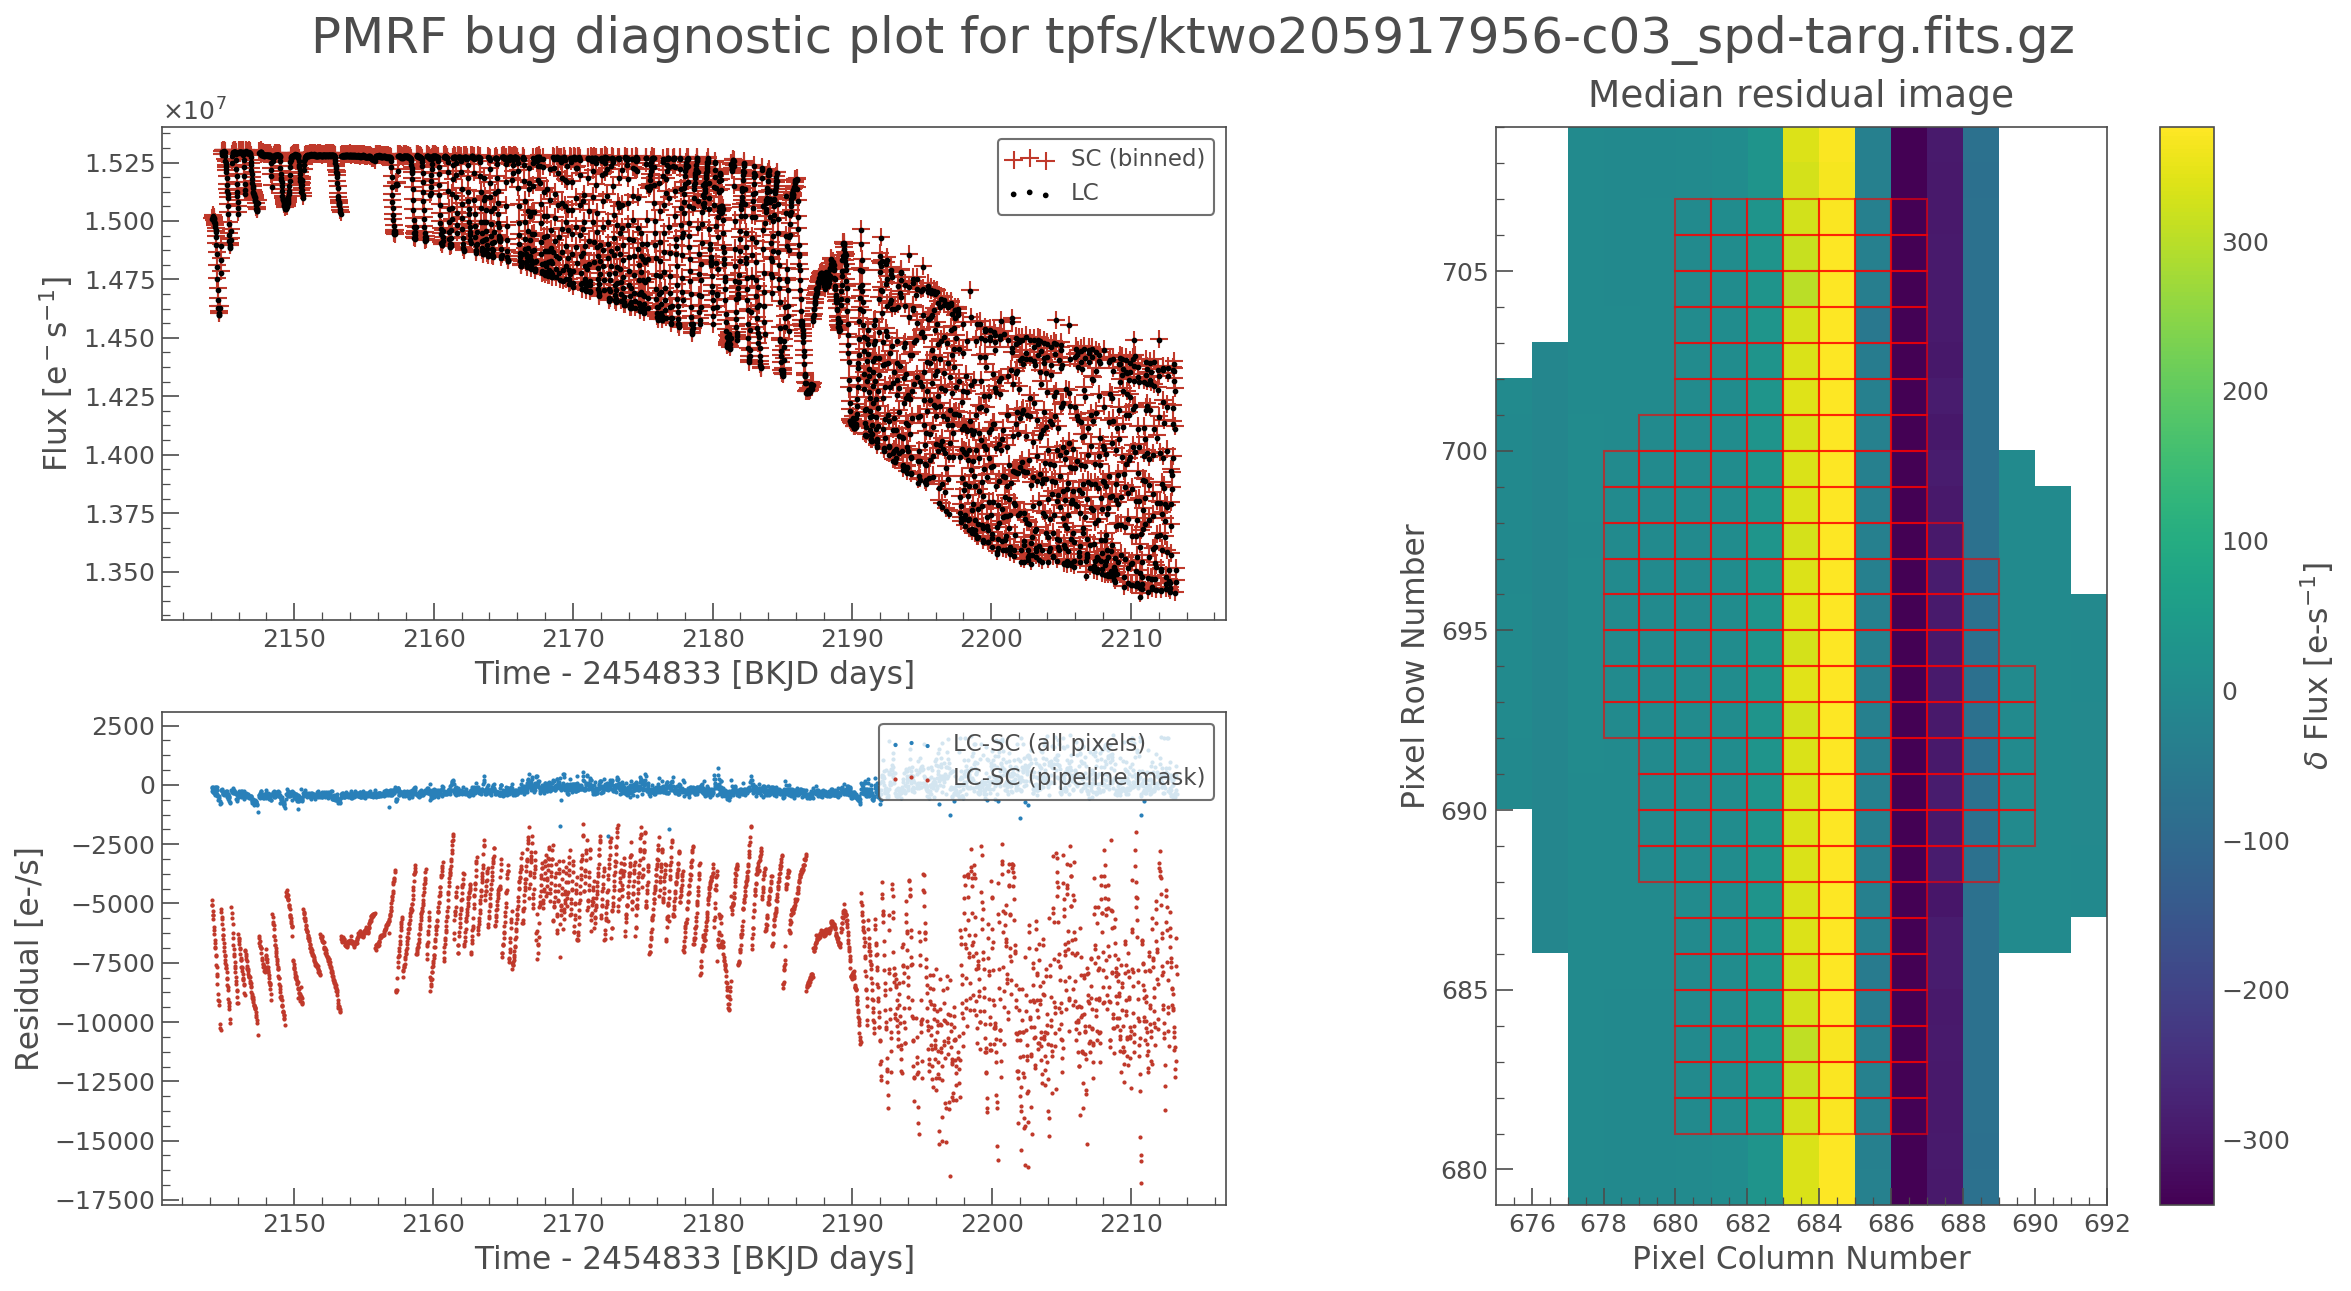 PMRF bug diagnostic plot for tpfs/ktwo205917956-c03_spd-targ.fits.gz
×10⁷
1.525
1.500
1.475
1.450
1.425
1.400
1.375
1.350
Flux [e⁻ s⁻¹]
SC (binned)
LC
2150 2160 2170 2180 2190 2200 2210
Time - 2454833 [BKJD days]
2500
0
−2500
−5000
−7500
−10000
−12500
−15000
−17500
Residual [e-/s]
LC-SC (all pixels)
LC-SC (pipeline mask)
2150 2160 2170 2180 2190 2200 2210
Time - 2454833 [BKJD days]
Median residual image
705
700
695
690
685
680
Pixel Row Number
676 678 680 682 684 686 688 690 692
Pixel Column Number
300
200
100
0
−100
−200
−300
δ Flux [e-s⁻¹]